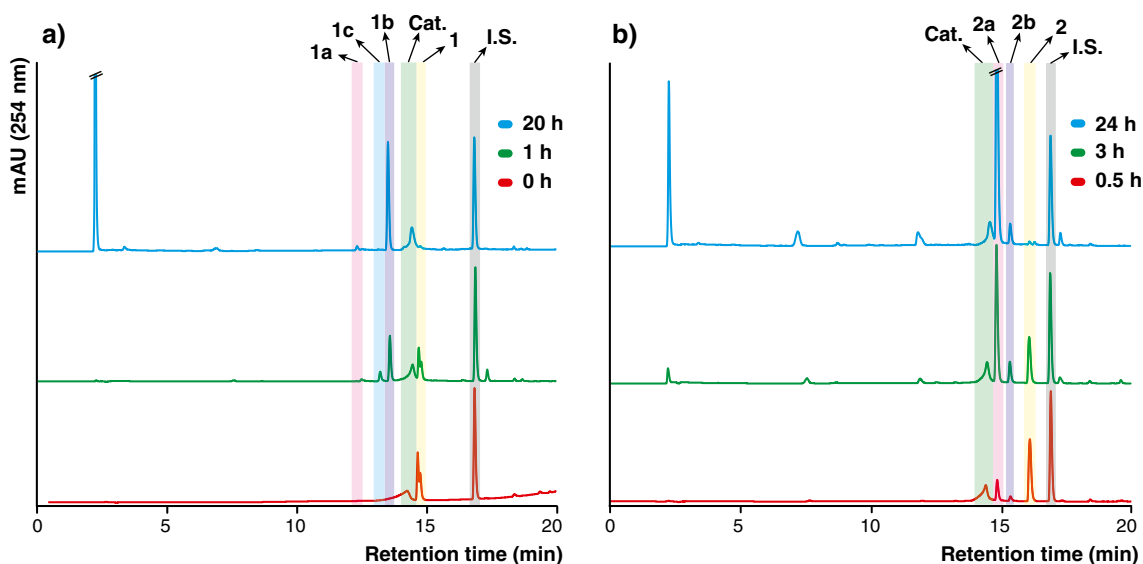 a)
1a
1c
1b
Cat.
1
I.S.
mAU (254 nm)
20 h
1 h
0 h
0
5
10
15
20
Retention time (min)
b)
Cat.
2a
2b
2
I.S.
24 h
3 h
0.5 h
0
5
10
15
20
Retention time (min)